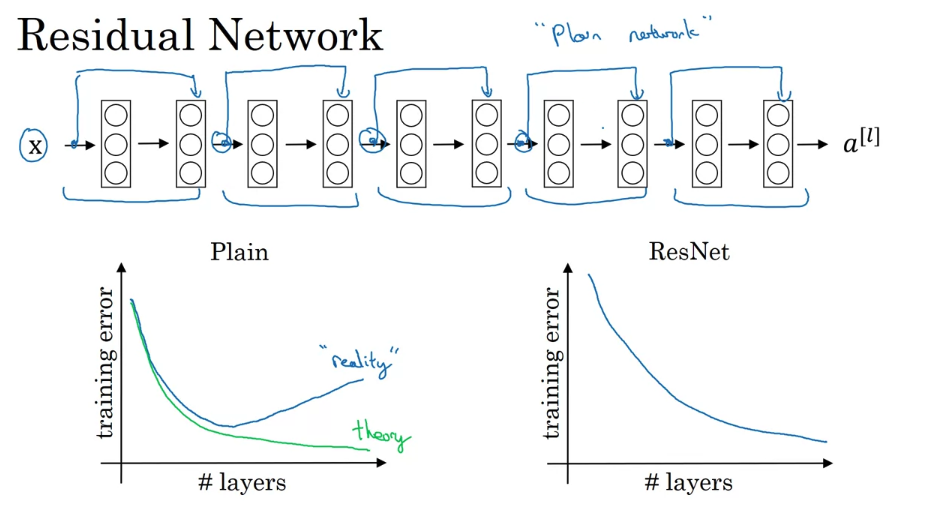 Residual Network
"Plain network"
x
a[l]
Plain
ResNet
training error
"reality"
theory
# layers
training error
# layers